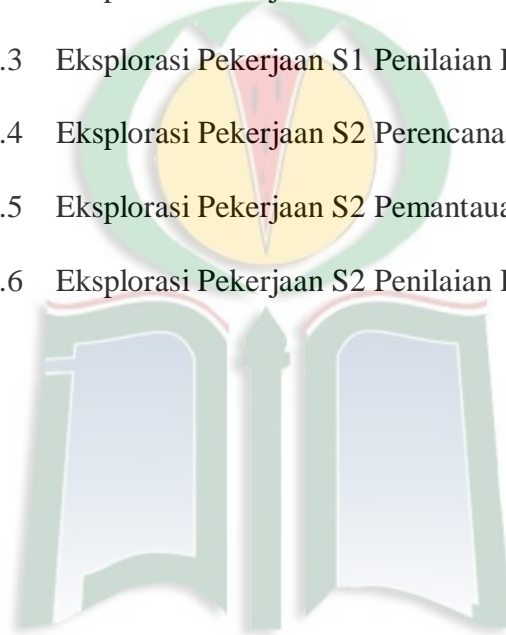 .3 Eksplorasi Pekerjaan S1 Penilaian
.4 Eksplorasi Pekerjaan S2 Perencana
.5 Eksplorasi Pekerjaan S2 Pemantaua
.6 Eksplorasi Pekerjaan S2 Penilaian